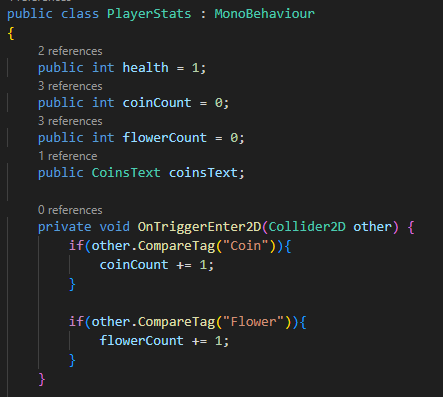 public class PlayerStats : MonoBehaviour
{
2 references
public int health = 1;
3 references
public int coinCount = 0;
3 references
public int flowerCount = 0;
1 reference
public CoinsText coinsText;
0 references
private void OnTriggerEnter2D(Collider2D other) {
if(other.CompareTag("Coin")){
coinCount += 1;
}
if(other.CompareTag("Flower")){
flowerCount += 1;
}
}